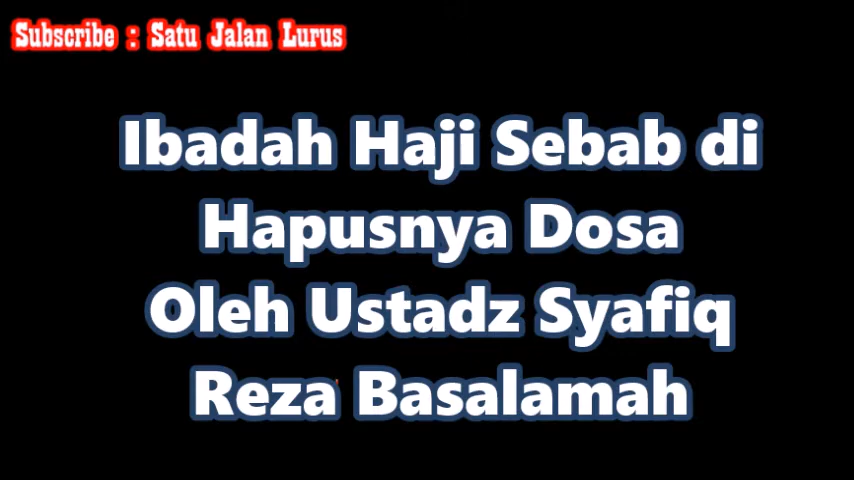 Subscribe : Satu Jalan Lurus
Ibadah Haji Sebab di
Hapusnya Dosa
Oleh Ustadz Syafiq
Reza Basalamah